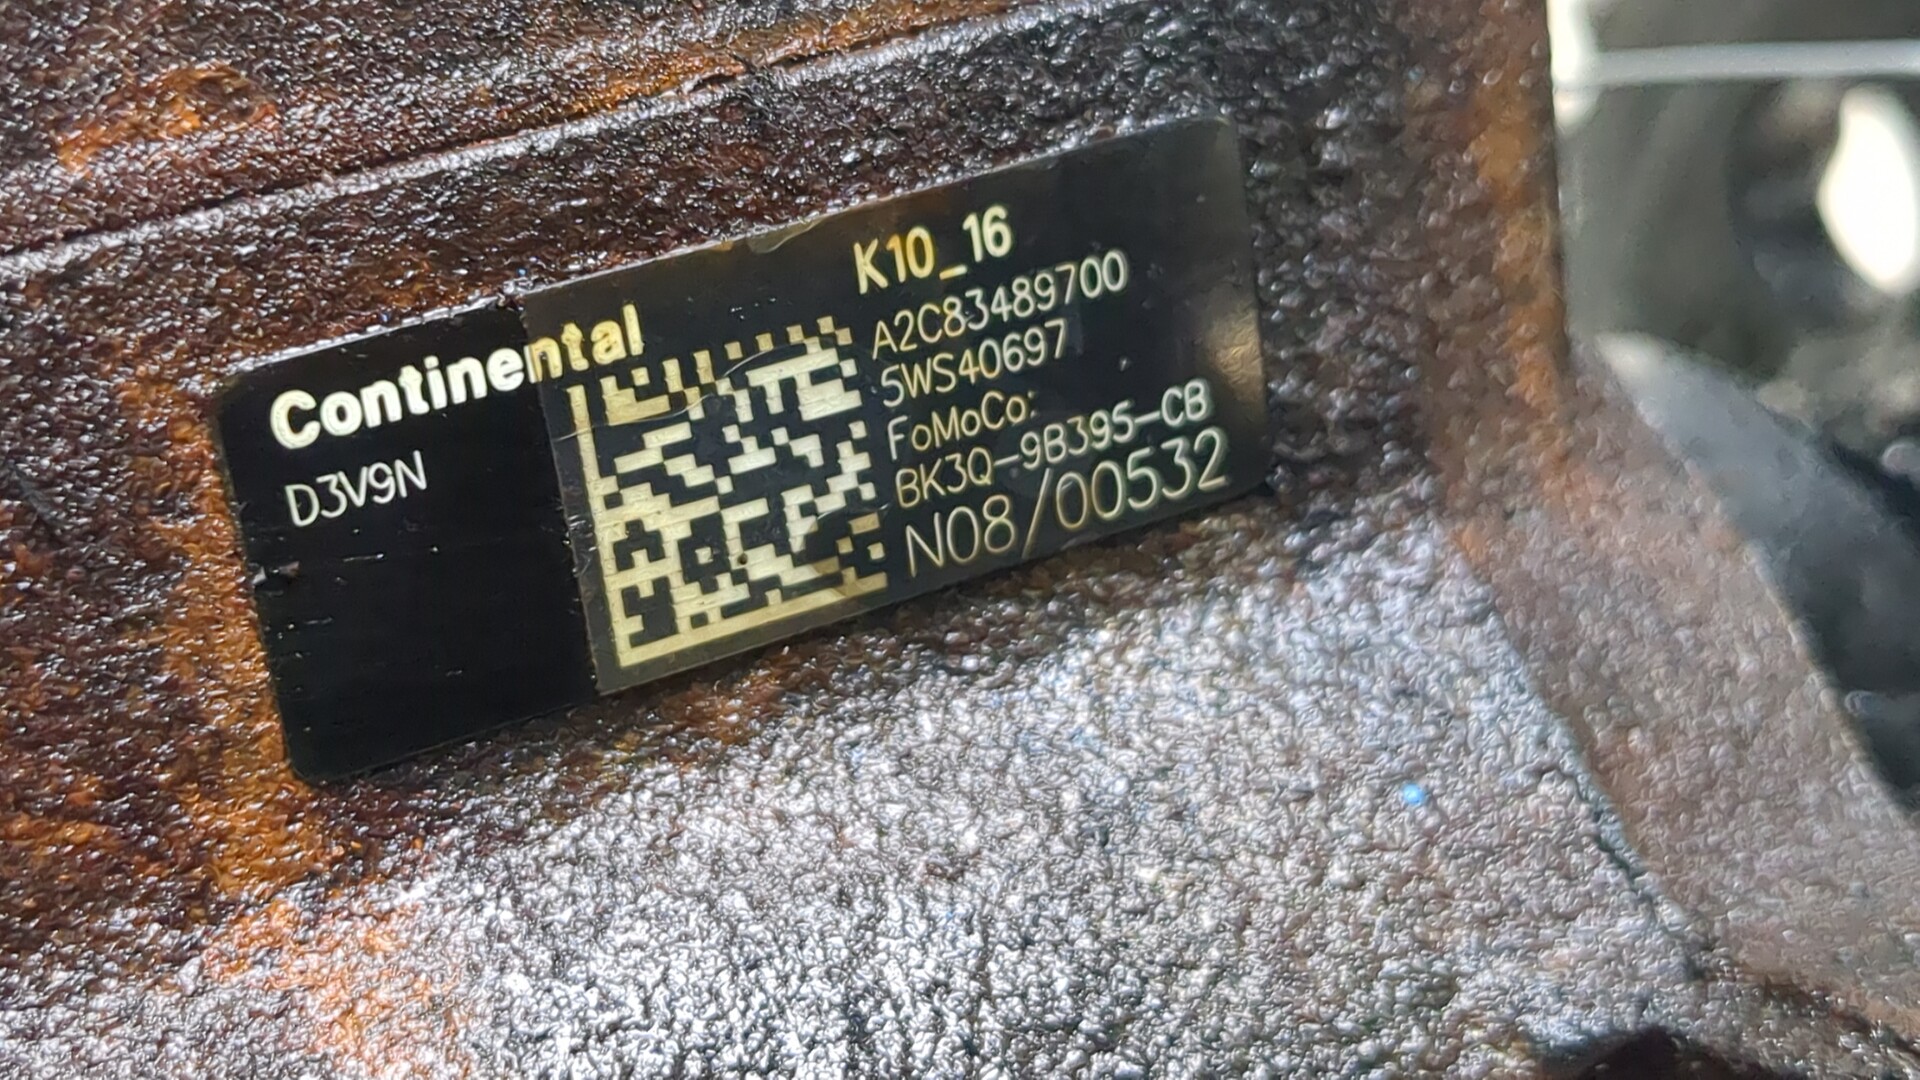 Continental
D3V9N
K10_16
A2C83489700
5WS40697
FoMoCo:
BK3Q-9B395-CB
N08/00532